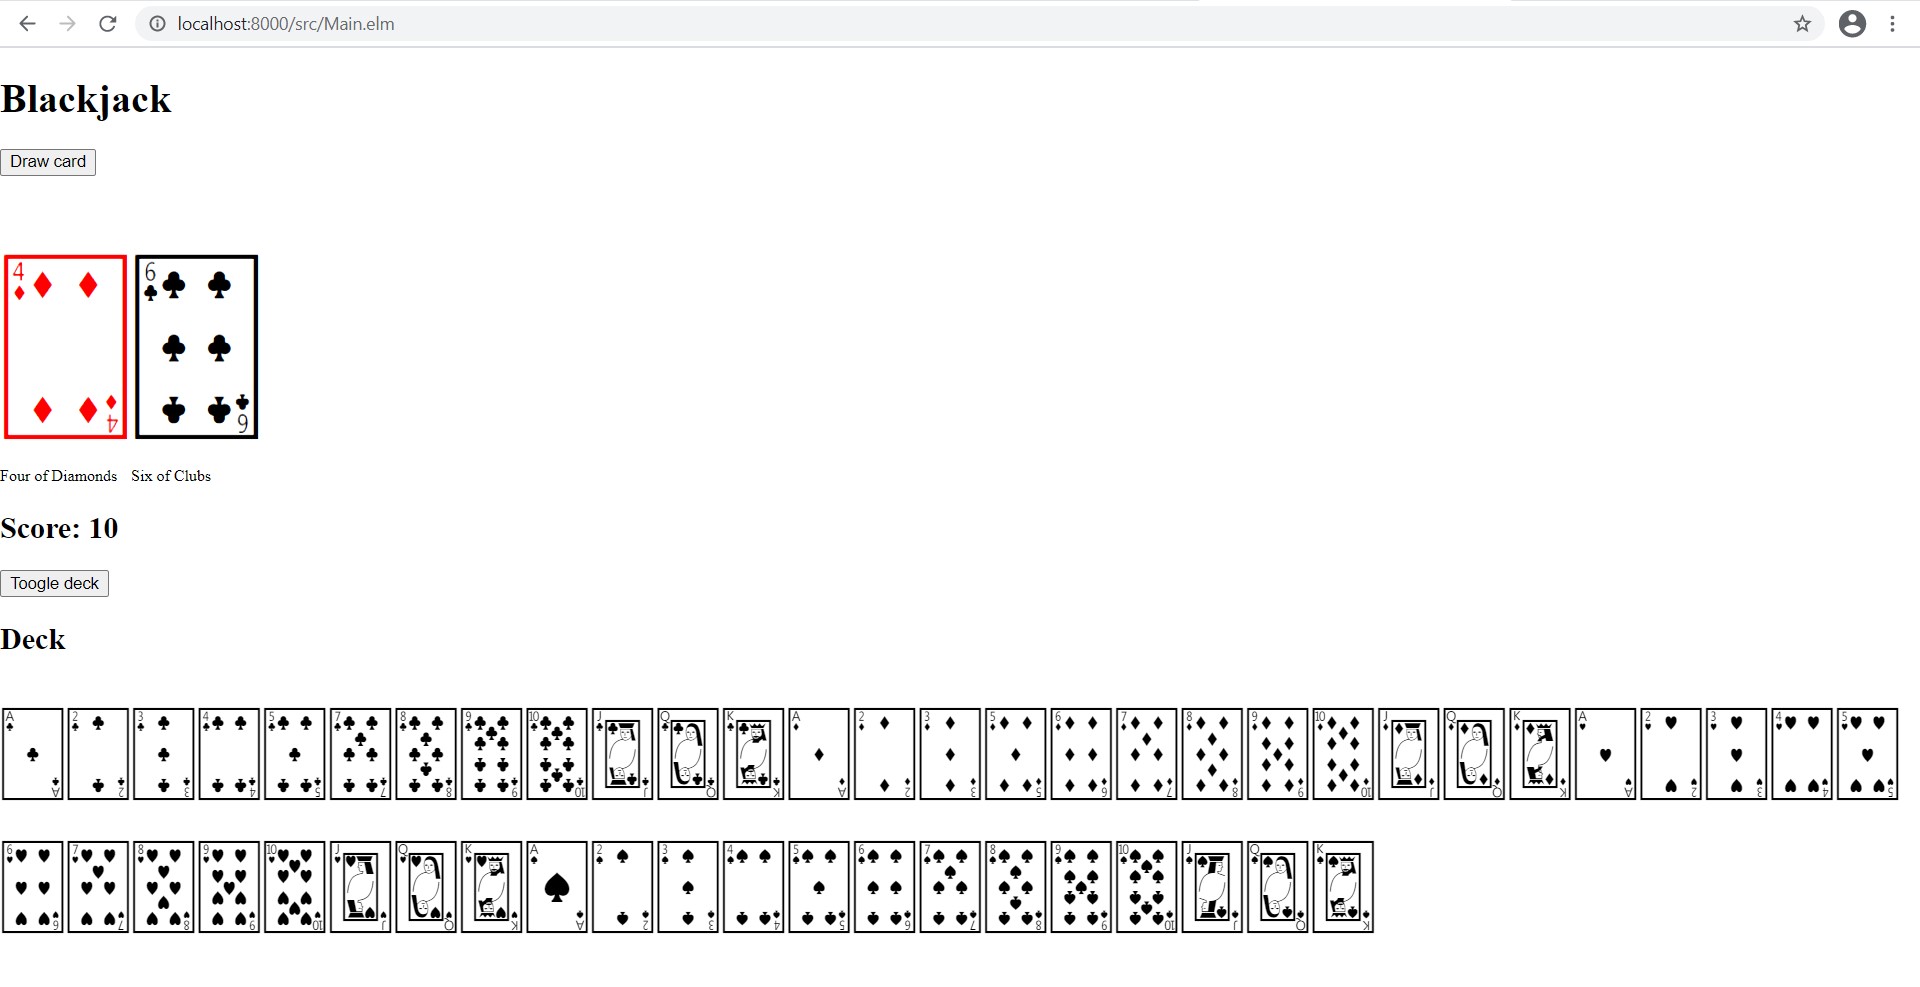 localhost:8000/src/Main.elm
Blackjack
Draw card
4 6
4 6
Four of Diamonds Six of Clubs
Score: 10
Toogle deck
Deck
A 2 3 4 5 7 8 9 10 J Q K A 2 3 5 6 7 8 9 10 J Q K A 2 3 4 5
A 2 3 4 5 7 8 9 10 J Q K A 2 3 5 6 7 8 9 10 J Q K A 2 3 4 5
6 7 8 9 10 J Q K A 2 3 4 5 6 7 8 9 10 J Q K
6 7 8 9 10 J Q K A 2 3 4 5 6 7 8 9 10 J Q K